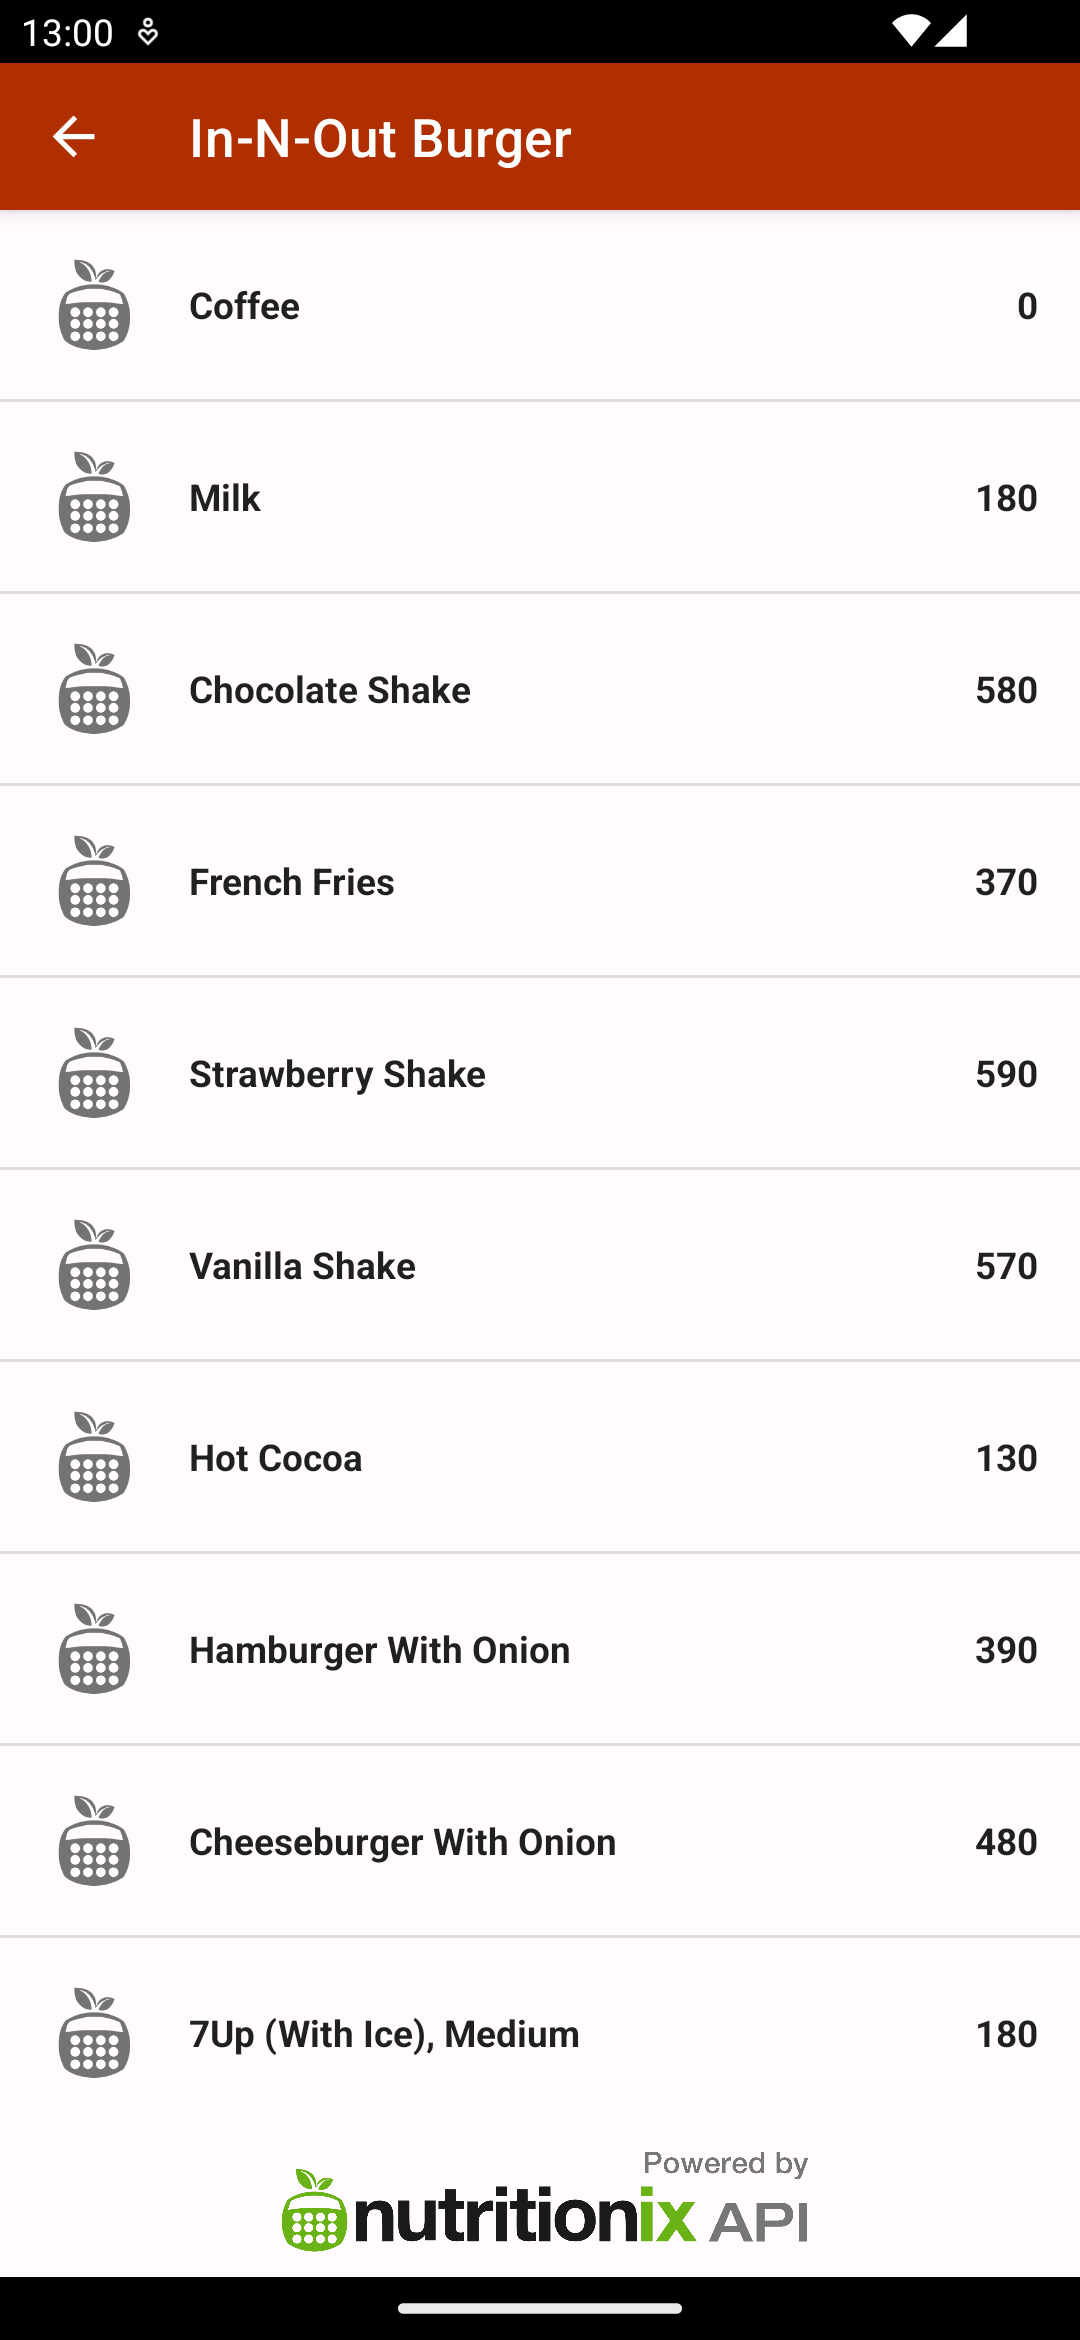 13:00
In-N-Out Burger
Coffee 0
Milk 180
Chocolate Shake 580
French Fries 370
Strawberry Shake 590
Vanilla Shake 570
Hot Cocoa 130
Hamburger With Onion 390
Cheeseburger With Onion 480
7Up (With Ice), Medium 180
Powered by
nutritionix API